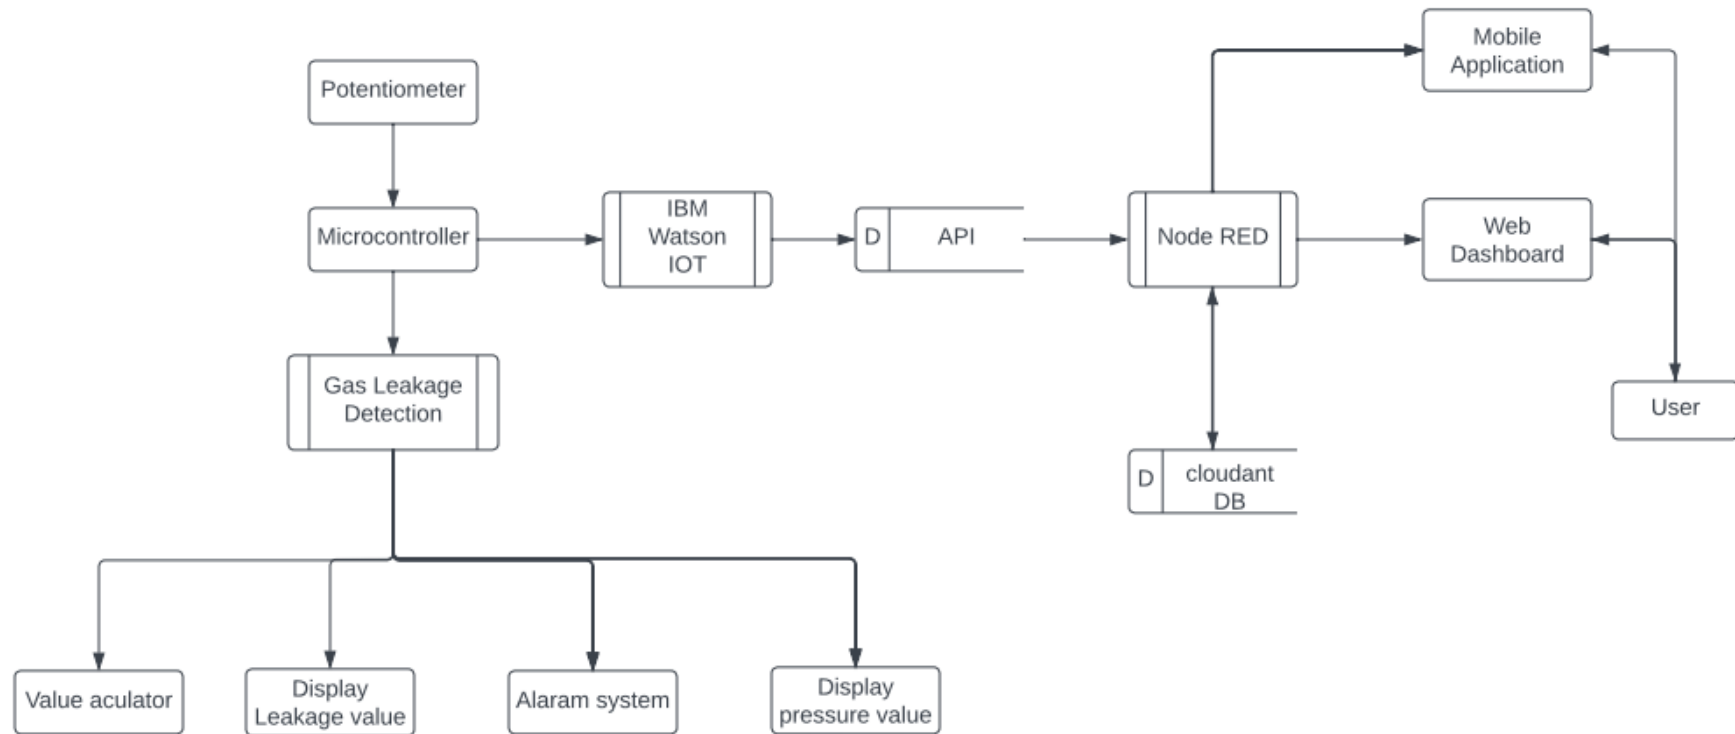 Mobile
Application
Potentiometer
Microcontroller
IBM
Watson
IOT
D
API
Node RED
Web
Dashboard
Gas Leakage
Detection
User
D
cloudant
DB
Value aculator
Display
Leakage value
Alaram system
Display
pressure value